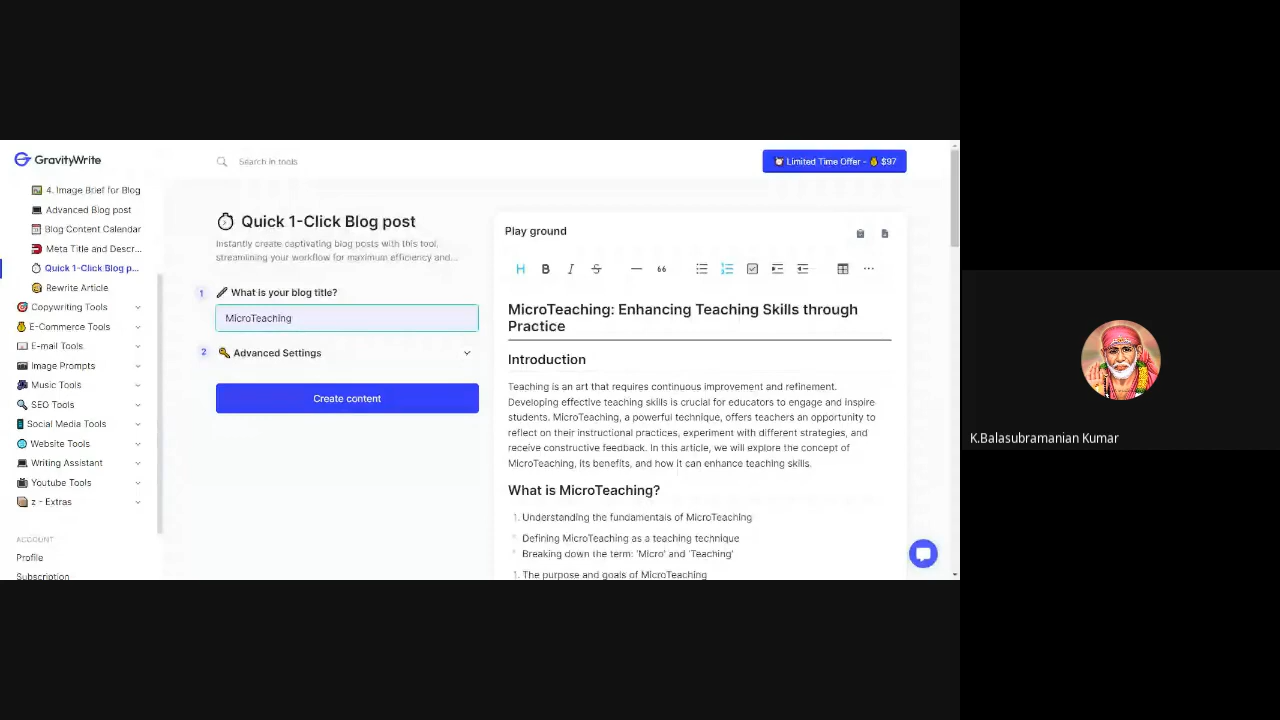 GravityWrite
Search in tools
Limited Time Offer - $97
4. Image Brief for Blog
Advanced Blog post
Blog Content Calendar
Meta Title and Descr...
Quick 1-Click Blog p...
Rewrite Article
Copywriting Tools
E-Commerce Tools
E-mail Tools
Image Prompts
Music Tools
SEO Tools
Social Media Tools
Website Tools
Writing Assistant
Youtube Tools
z - Extras
ACCOUNT
Profile
Subscription
Quick 1-Click Blog post
Instantly create captivating blog posts with this tool,
streamlining your workflow for maximum efficiency and...
1 What is your blog title?
MicroTeaching
2 Advanced Settings
Create content
Play ground
H B I S — 66
MicroTeaching: Enhancing Teaching Skills through
Practice
Introduction
Teaching is an art that requires continuous improvement and refinement.
Developing effective teaching skills is crucial for educators to engage and inspire
students. MicroTeaching, a powerful technique, offers teachers an opportunity to
reflect on their instructional practices, experiment with different strategies, and
receive constructive feedback. In this article, we will explore the concept of
MicroTeaching, its benefits, and how it can enhance teaching skills.
What is MicroTeaching?
1. Understanding the fundamentals of MicroTeaching
Defining MicroTeaching as a teaching technique
Breaking down the term: 'Micro' and 'Teaching'
1. The purpose and goals of MicroTeaching
K.Balasubramanian Kumar